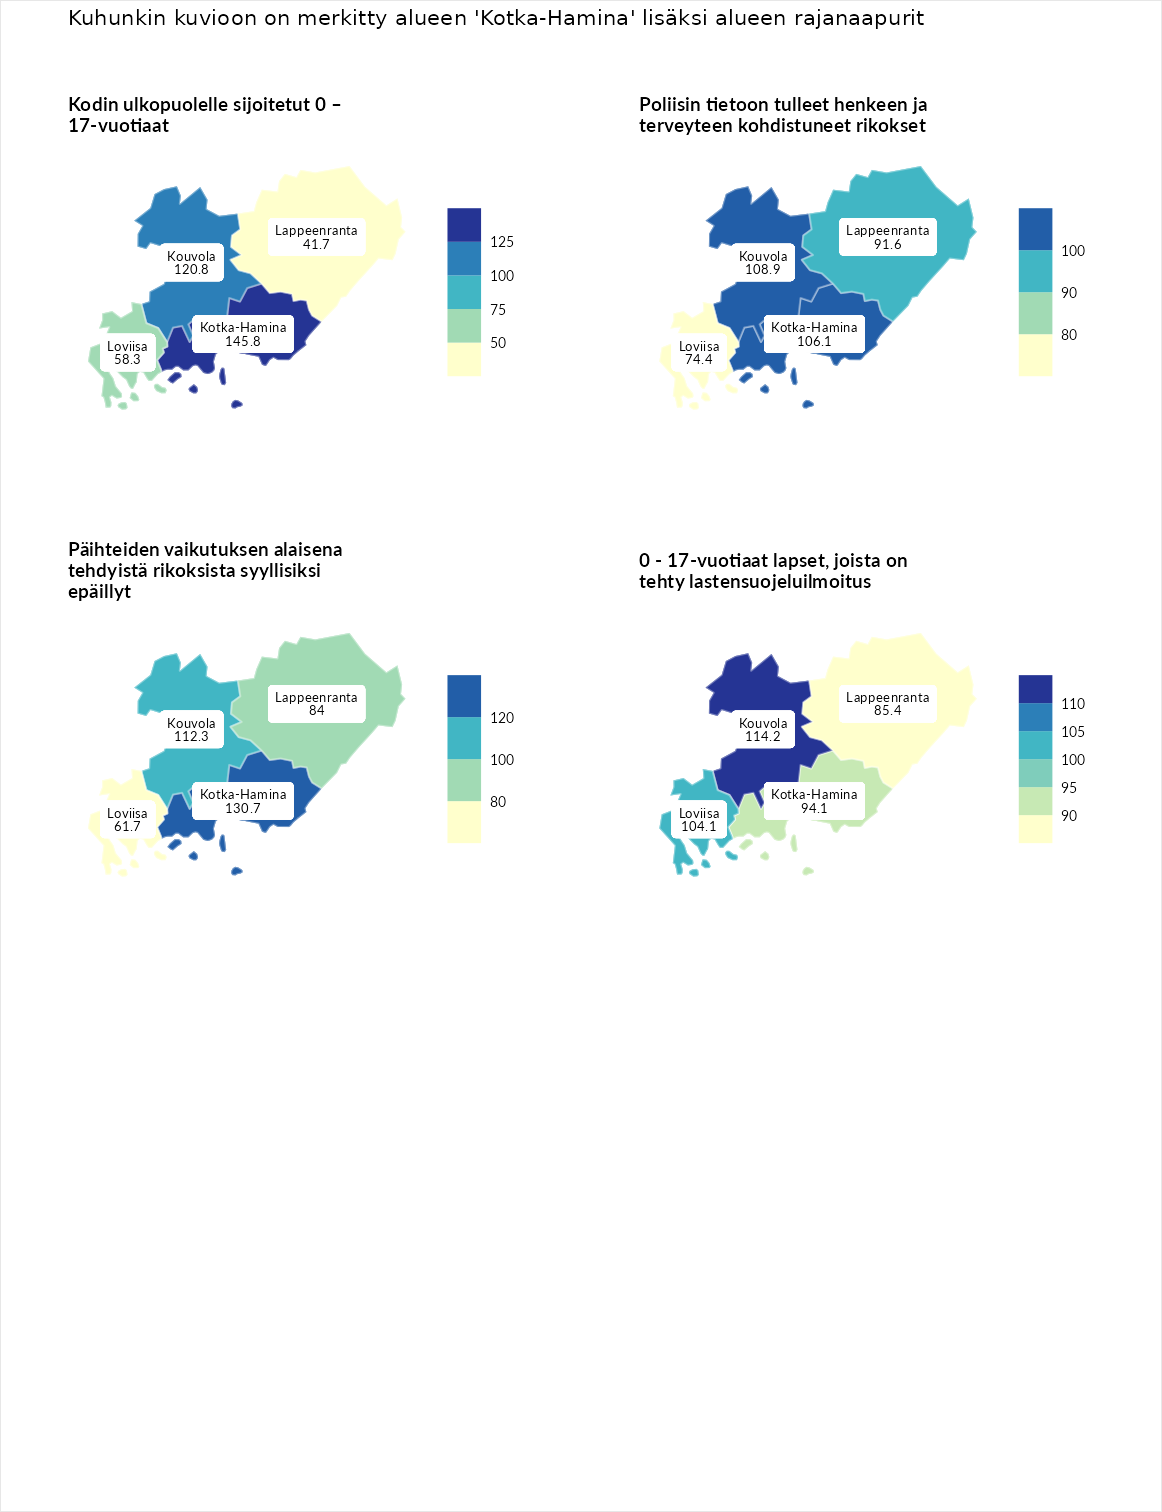 Kuhunkin kuvioon on merkitty alueen 'Kotka-Hamina' lisäksi alueen rajanaapurit
Kodin ulkopuolelle sijoitetut 0 –
17-vuotiaat
Lappeenranta
41.7
Kouvola
120.8
Kotka-Hamina
145.8
Loviisa
58.3
125
100
75
50
Poliisin tietoon tulleet henkeen ja
terveyteen kohdistuneet rikokset
Lappeenranta
91.6
Kouvola
108.9
Kotka-Hamina
106.1
Loviisa
74.4
100
90
80
Päihteiden vaikutuksen alaisena
tehdyistä rikoksista syyllisiksi
epäillyt
Lappeenranta
84
Kouvola
112.3
Kotka-Hamina
130.7
Loviisa
61.7
120
100
80
0 - 17-vuotiaat lapset, joista on
tehty lastensuojeluilmoitus
Lappeenranta
85.4
Kouvola
114.2
Kotka-Hamina
94.1
Loviisa
104.1
110
105
100
95
90